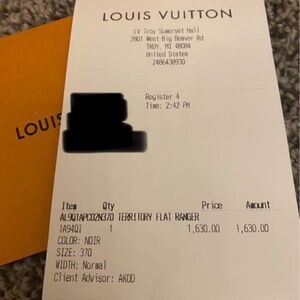 LOUIS VUITTON
LV Troy Somerset Mall
2801 West Big Beaver Rd
TROY, MI 48084
United States
2486438930
Register 4
Time: 2:42 PM
LOUIS
Item Qty Price Amount
TERRITORY FLAT RANGER
1A94QI 1 1,630.00 1,630.00
COLOR: NOIR
SIZE: 370
WIDTH: Normal
Client Advisor: AKOD